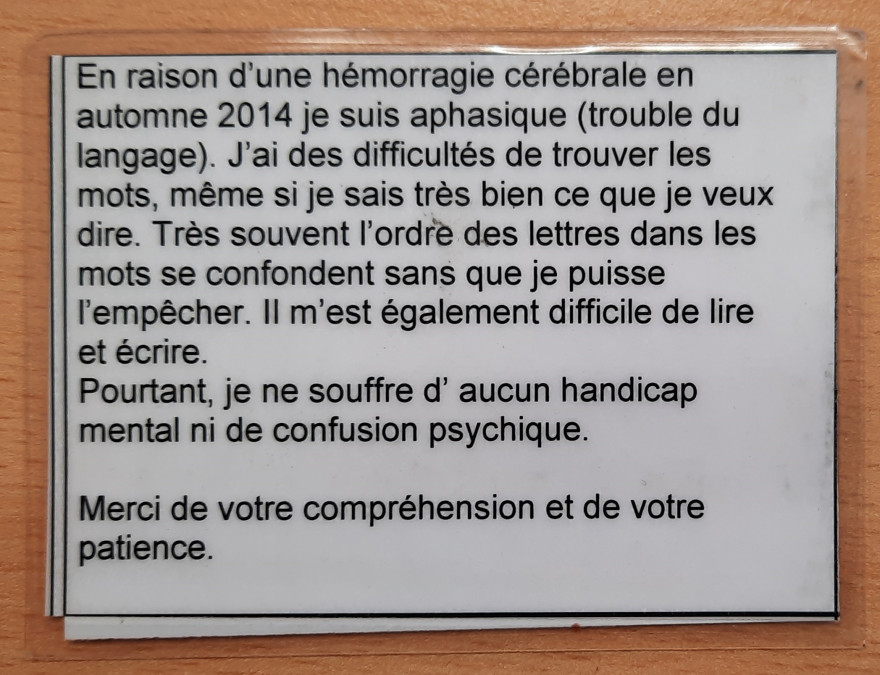 En raison d'une hémorragie cérébrale en
automne 2014 je suis aphasique (trouble du
langage). J'ai des difficultés de trouver les
mots, même si je sais très bien ce que je veux
dire. Très souvent l'ordre des lettres dans les
mots se confondent sans que je puisse
l'empêcher. Il m'est également difficile de lire
et écrire.
Pourtant, je ne souffre d' aucun handicap
mental ni de confusion psychique.
Merci de votre compréhension et de votre
patience.